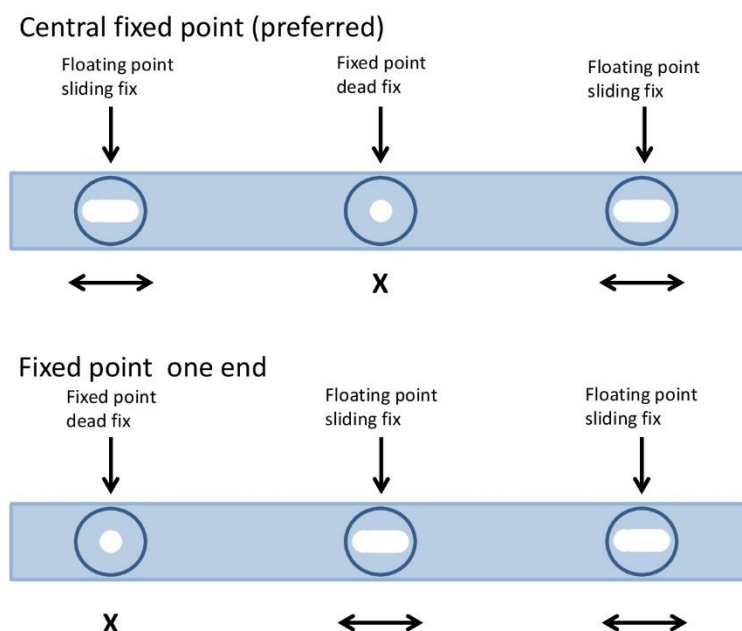 Central fixed point (preferred)
Floating point
sliding fix
Fixed point
dead fix
Floating point
sliding fix
X
Fixed point one end
Fixed point
dead fix
Floating point
sliding fix
Floating point
sliding fix
X